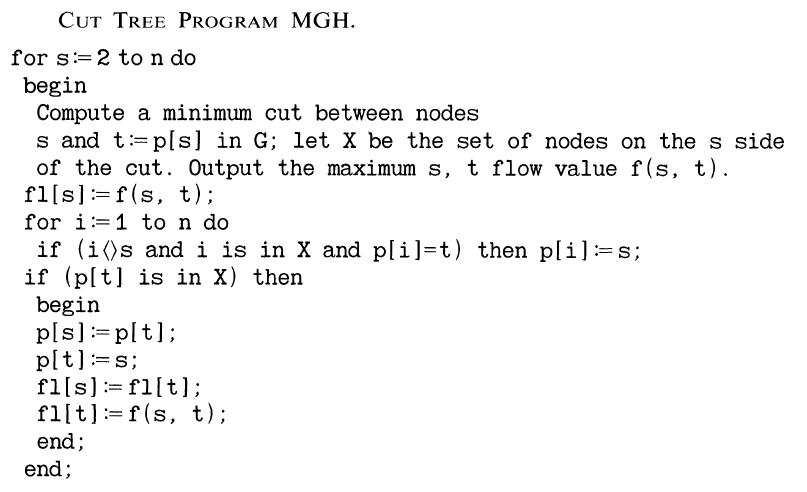 CUT TREE PROGRAM MGH.
for s:=2 to n do
begin
Compute a minimum cut between nodes
s and t:=p[s] in G; let X be the set of nodes on the s side
of the cut. Output the maximum s, t flow value f(s, t).
fl[s]:=f(s, t);
for i:=1 to n do
if (i<>s and i is in X and p[i]=t) then p[i]:=s;
if (p[t] is in X) then
begin
p[s]:=p[t];
p[t]:=s;
fl[s]:=fl[t];
fl[t]:=f(s, t);
end;
end;